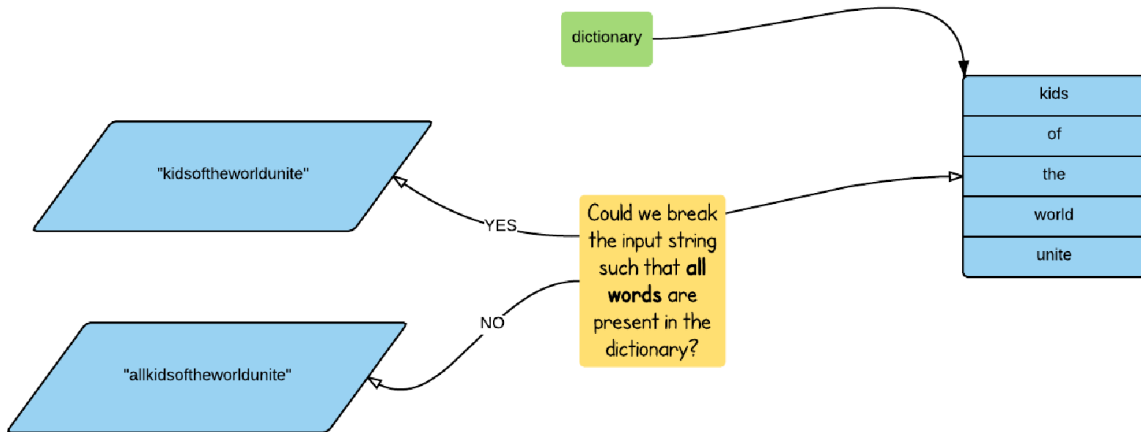 dictionary
kids
of
the
world
unite
"kidsoftheworldunite"
YES
Could we break
the input string
such that all
words are
present in the
dictionary?
NO
"allkidsoftheworldunite"